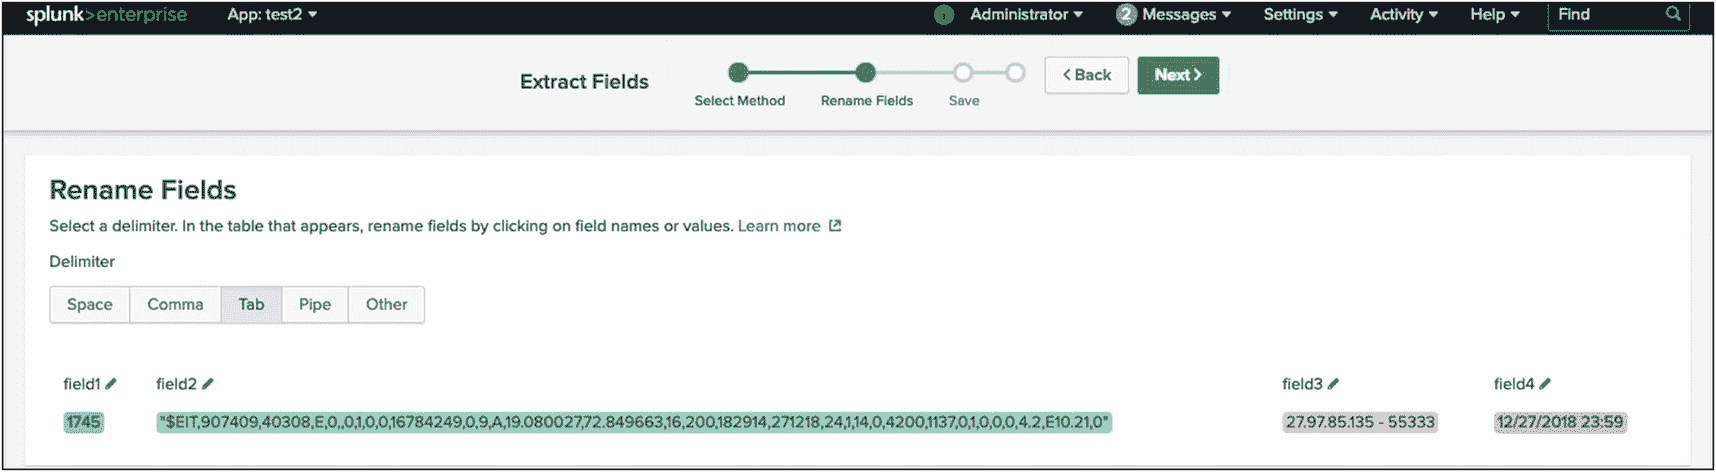 splunk>enterprise App: test2 i Administrator 2 Messages Settings Activity Help Find
Extract Fields
Select Method Rename Fields Save
< Back Next >
Rename Fields
Select a delimiter. In the table that appears, rename fields by clicking on field names or values. Learn more
Delimiter
Space Comma Tab Pipe Other
field1 field2 field3 field4
1745 "$EIT,907409,40308,E,0,,0,1,0,0,16784249,0,9,A,19.080027,72.849663,16,200,182914,271218,24,1,14,0,4200,1137,0,1,0,0,0,4.2,E10.21,0" 27.97.85.135 - 55333 12/27/2018 23:59